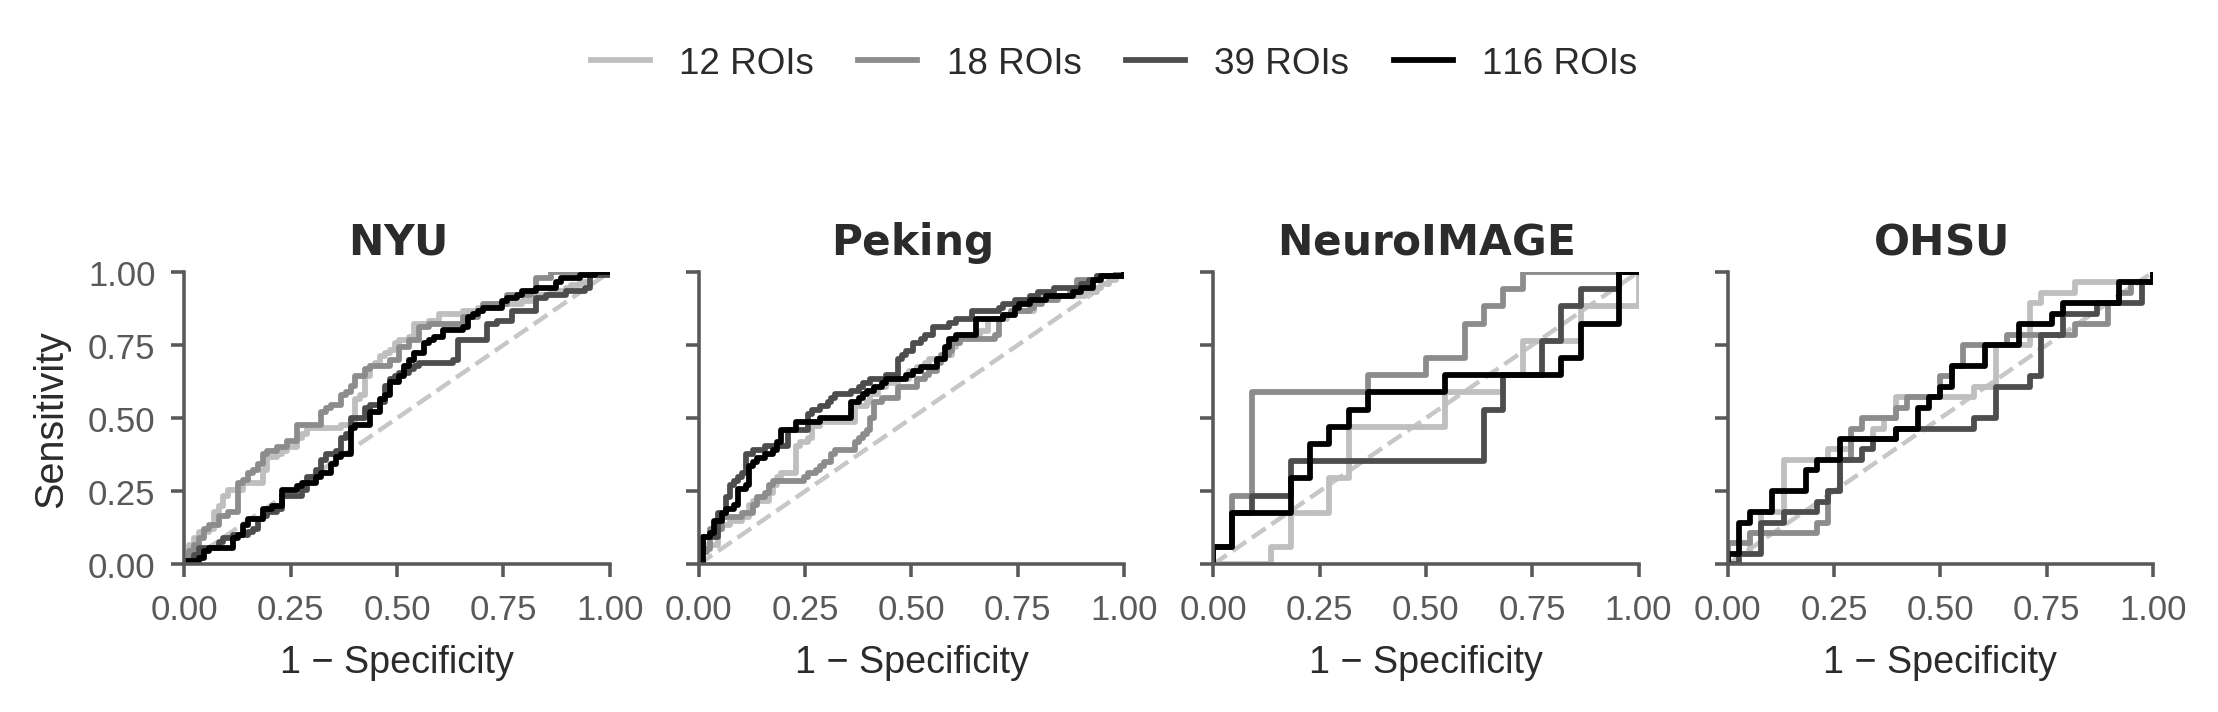 12 ROIs 18 ROIs 39 ROIs 116 ROIs
NYU Peking NeuroIMAGE OHSU
Sensitivity
1.00
0.75
0.50
0.25
0.00
0.00 0.25 0.50 0.75 1.00 0.00 0.25 0.50 0.75 1.00 0.00 0.25 0.50 0.75 1.00 0.00 0.25 0.50 0.75 1.00
1 − Specificity 1 − Specificity 1 − Specificity 1 − Specificity